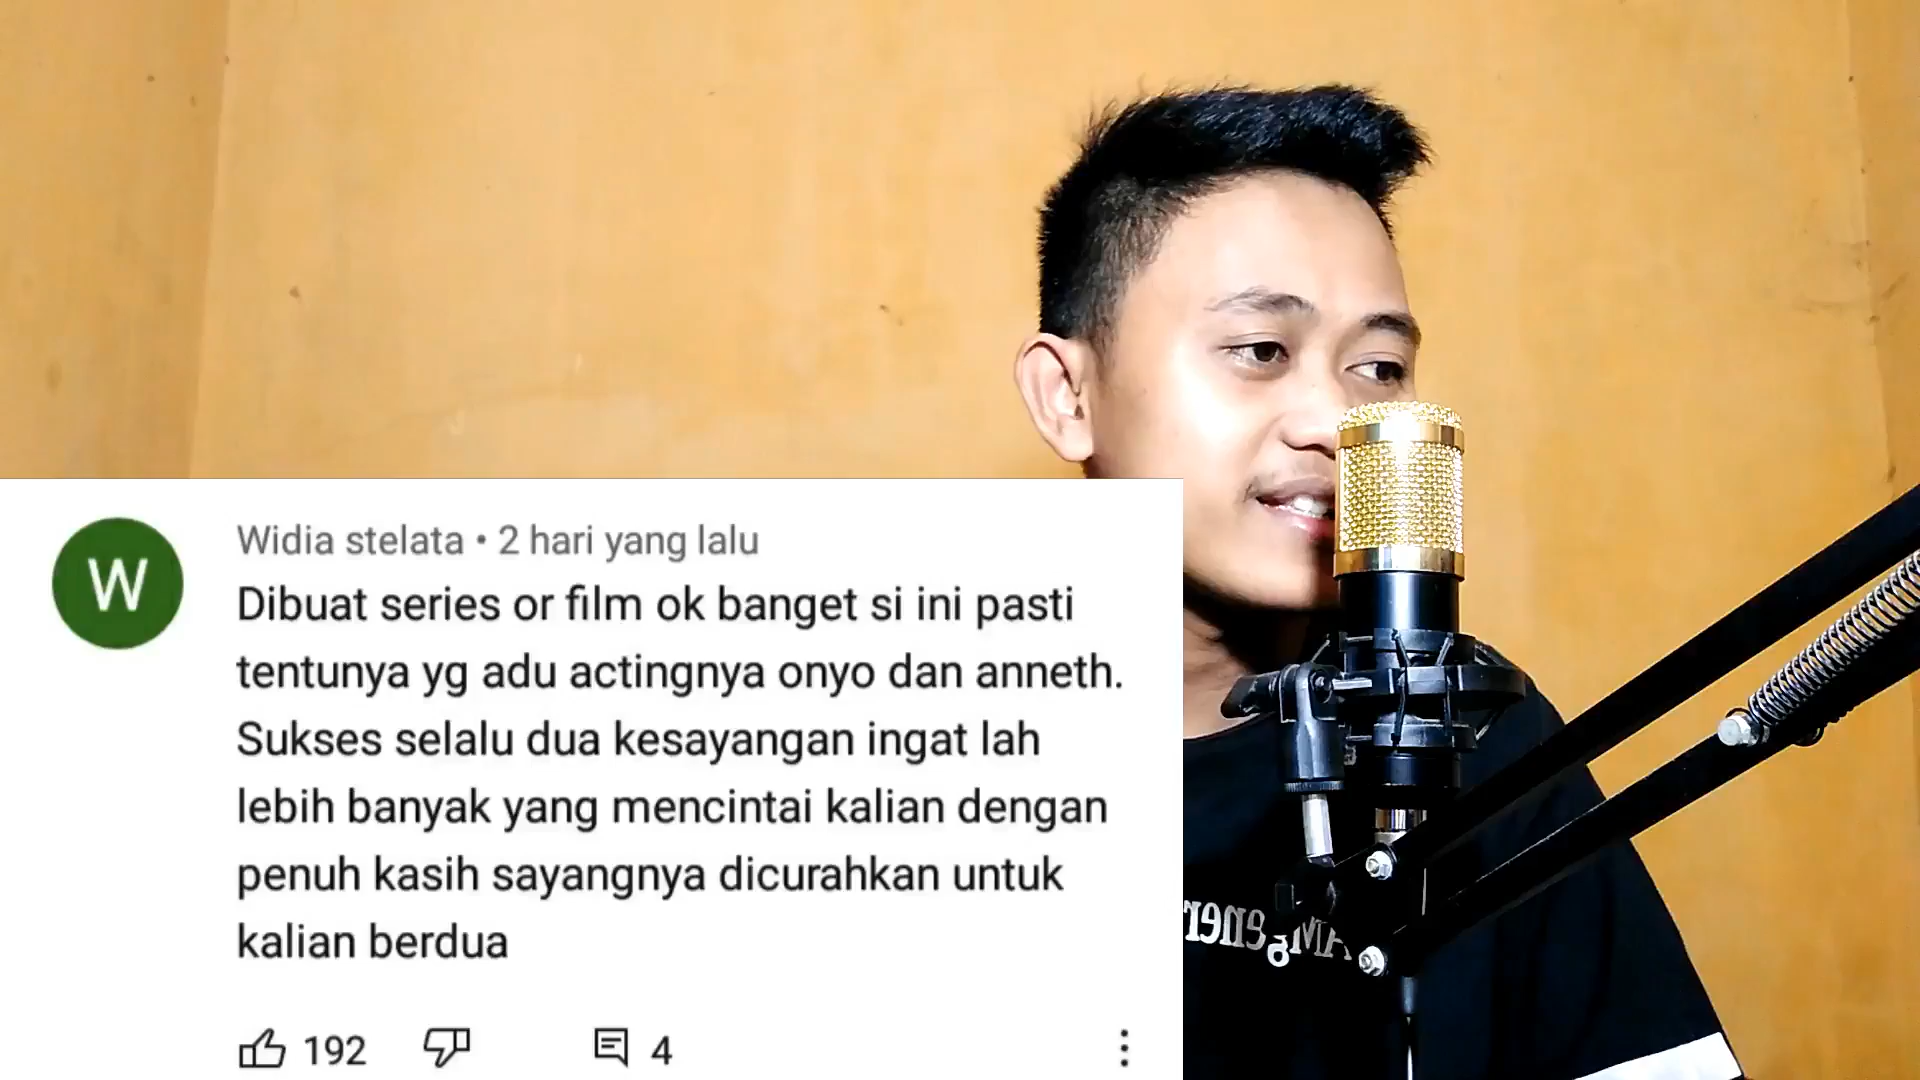 W
Widia stelata • 2 hari yang lalu
Dibuat series or film ok banget si ini pasti
tentunya yg adu actingnya onyo dan anneth.
Sukses selalu dua kesayangan ingat lah
lebih banyak yang mencintai kalian dengan
penuh kasih sayangnya dicurahkan untuk
kalian berdua
192
4